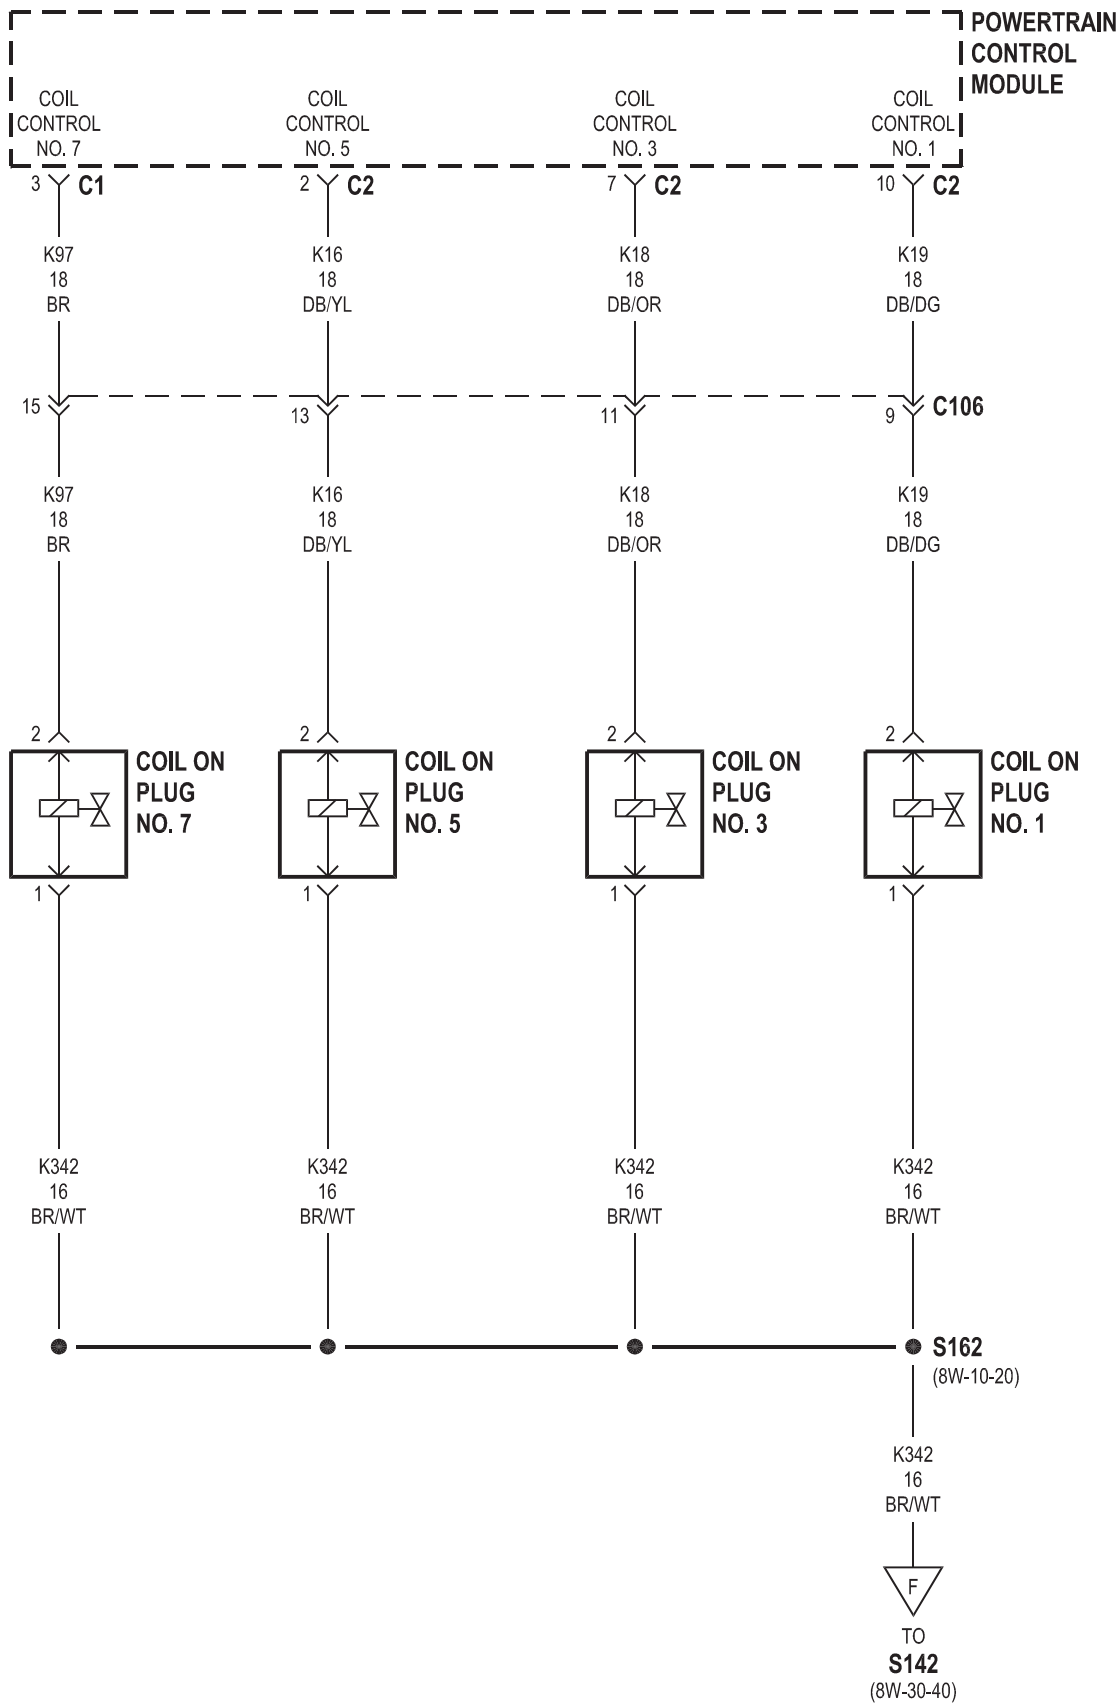 POWERTRAIN
CONTROL
MODULE
COIL
CONTROL
NO. 7
COIL
CONTROL
NO. 5
COIL
CONTROL
NO. 3
COIL
CONTROL
NO. 1
3 C1
2 C2
7 C2
10 C2
K97
18
BR
K16
18
DB/YL
K18
18
DB/OR
K19
18
DB/DG
15
13
11
9
C106
K97
18
BR
K16
18
DB/YL
K18
18
DB/OR
K19
18
DB/DG
2
COIL ON
PLUG
NO. 7
1
2
COIL ON
PLUG
NO. 5
1
2
COIL ON
PLUG
NO. 3
1
2
COIL ON
PLUG
NO. 1
1
K342
16
BR/WT
K342
16
BR/WT
K342
16
BR/WT
K342
16
BR/WT
S162
(8W-10-20)
K342
16
BR/WT
F
TO
S142
(8W-30-40)